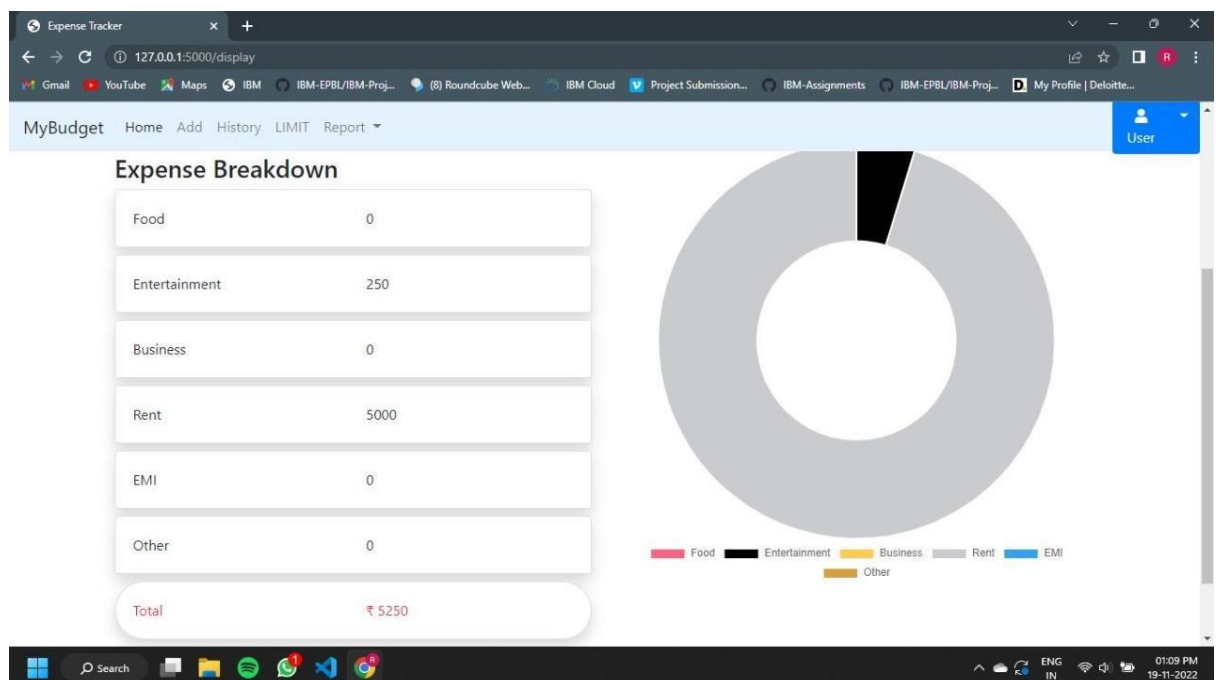 Expense Tracker
127.0.0.1:5000/display
R
Gmail YouTube Maps IBM IBM-EPBL/IBM-Proj... (8) Roundcube Web... IBM Cloud Project Submission... IBM-Assignments IBM-EPBL/IBM-Proj... D. My Profile | Deloitte...
MyBudget Home Add History LIMIT Report
User
Expense Breakdown
Food 0
Entertainment 250
Business 0
Rent 5000
EMI 0
Other 0
Total ₹ 5250
Food Entertainment Business Rent EMI
Other
Search
1
R
ENG
IN
01:09 PM
19-11-2022